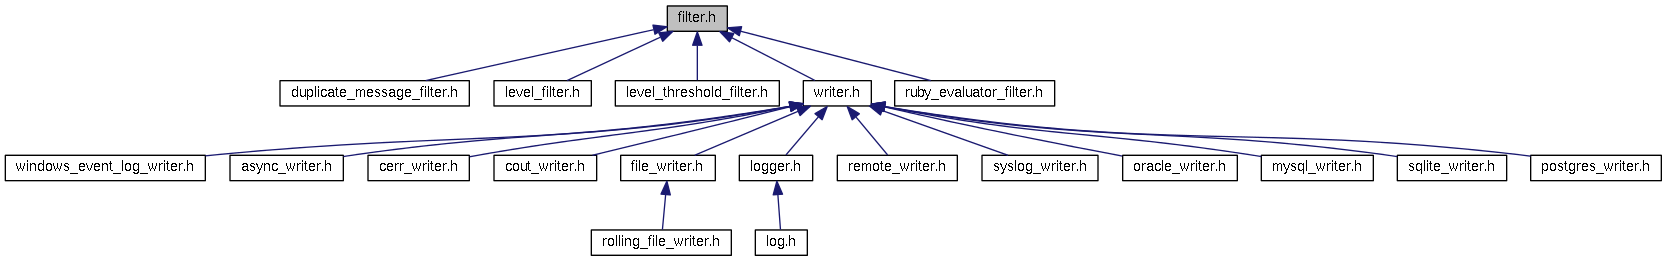 filter.h
duplicate_message_filter.h
level_filter.h
level_threshold_filter.h
writer.h
ruby_evaluator_filter.h
windows_event_log_writer.h
async_writer.h
cerr_writer.h
cout_writer.h
file_writer.h
logger.h
remote_writer.h
syslog_writer.h
oracle_writer.h
mysql_writer.h
sqlite_writer.h
postgres_writer.h
rolling_file_writer.h
log.h